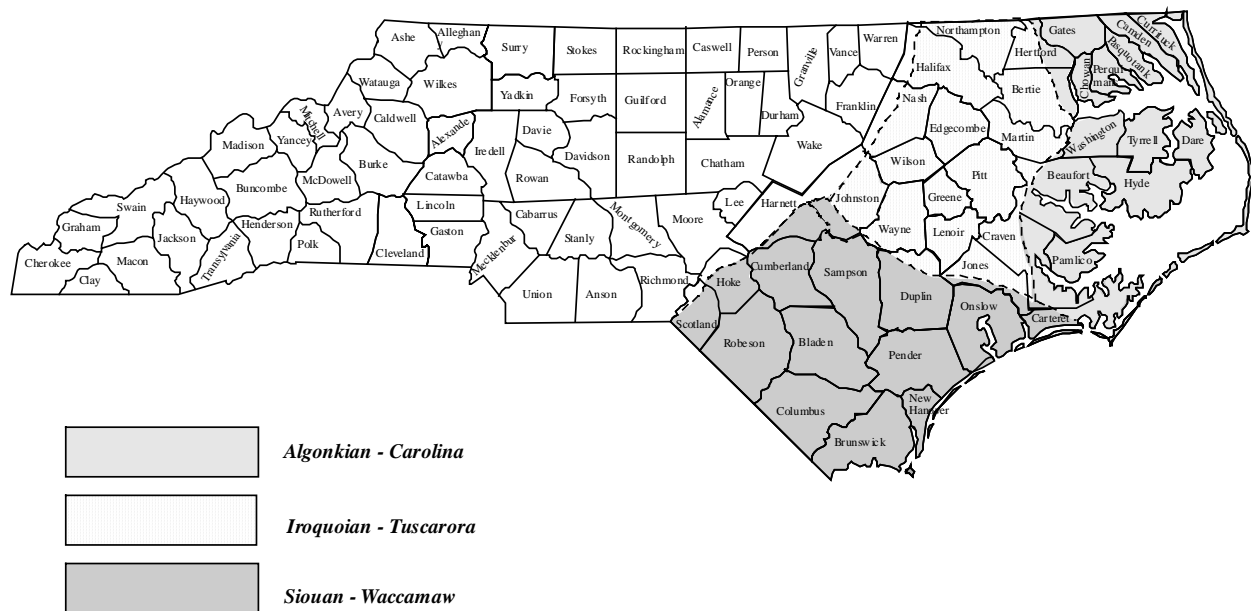 Ashe
Alleghan
y
Surry
Stokes
Rockingham
Caswell
Person
Granville
Vance
Warren
Northampton
Gates
Camden
Currituck
Pasquotank
Hertford
Halifax
Chowan
Perqui
mans
Watauga
Wilkes
Yadkin
Forsyth
Guilford
Alamance
Orange
Durham
Franklin
Nash
Bertie
Avery
Mitchell
Caldwell
Alexande
Iredell
Davie
Davidson
Randolph
Chatham
Wake
Edgecombe
Martin
Washington
Tyrrell
Dare
Madison
Yancey
Burke
McDowell
Catawba
Rowan
Wilson
Pitt
Beaufort
Hyde
Buncombe
Haywood
Swain
Graham
Rutherford
Lincoln
Cabarrus
Montgomery
Moore
Lee
Harnett
Johnston
Greene
Wayne
Lenoir
Craven
Pamlico
Henderson
Polk
Cleveland
Gaston
Mecklenbur
Stanly
Jackson
Transylvania
Macon
Cherokee
Clay
Union
Anson
Richmond
Hoke
Cumberland
Sampson
Duplin
Jones
Onslow
Carteret
Scotland
Robeson
Bladen
Pender
Columbus
New
Hanover
Brunswick
Algonkian - Carolina
Iroquoian - Tuscarora
Siouan - Waccamaw